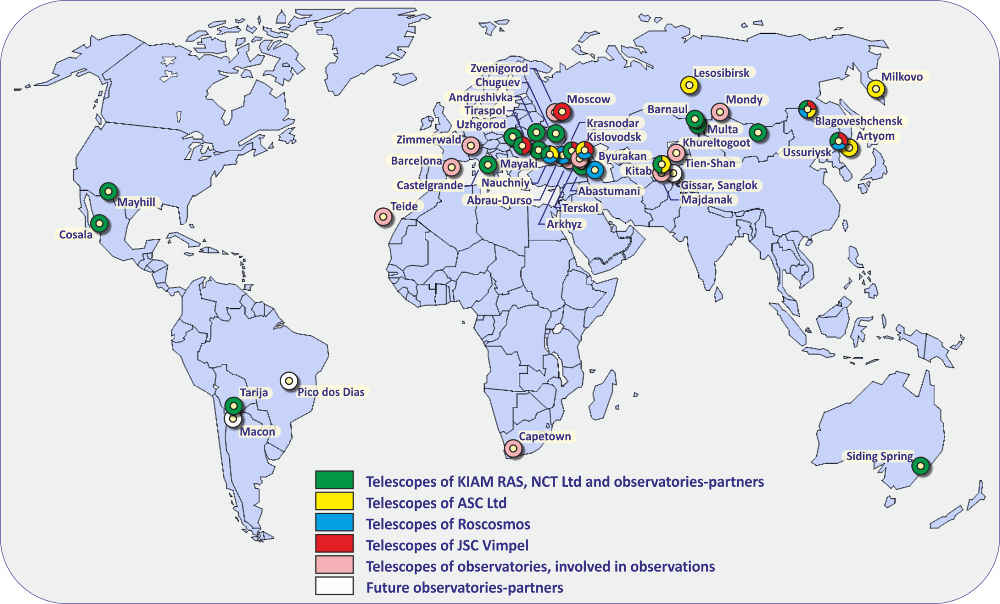 Zvenigorod
Lesosibirsk
Milkovo
Chuguev
Andrushivka
Moscow
Mondy
Tiraspol
Barnaul
Uzhgorod
Krasnodar
Blagoveshchensk
Multa
Zimmerwald
Kislovodsk
Artyom
Khureltogoot
Ussuriysk
Barcelona
Mayaki
Byurakan
Tien-Shan
Kitab
Castelgrande
Nauchniy
Gissar, Sanglok
Abastumani
Majdanak
Abrau-Durso
Mayhill
Teide
Terskol
Arkhyz
Cosala
Tarija
Pico dos Dias
Macon
Capetown
Siding Spring
Telescopes of KIAM RAS, NCT Ltd and observatories-partners
Telescopes of ASC Ltd
Telescopes of Roscosmos
Telescopes of JSC Vimpel
Telescopes of observatories, involved in observations
Future observatories-partners